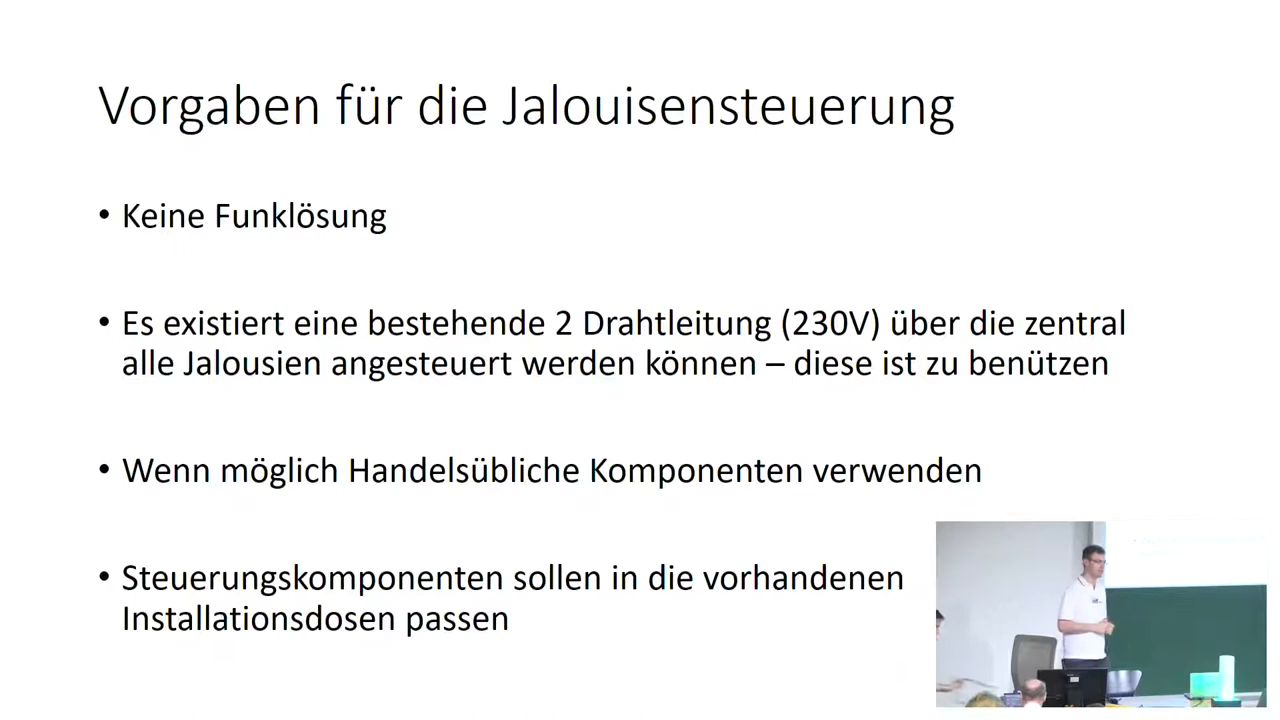 Vorgaben für die Jalouisensteuerung
• Keine Funklösung
• Es existiert eine bestehende 2 Drahtleitung (230V) über die zentral
alle Jalousien angesteuert werden können – diese ist zu benützen
• Wenn möglich Handelsübliche Komponenten verwenden
• Steuerungskomponenten sollen in die vorhandenen
Installationsdosen passen